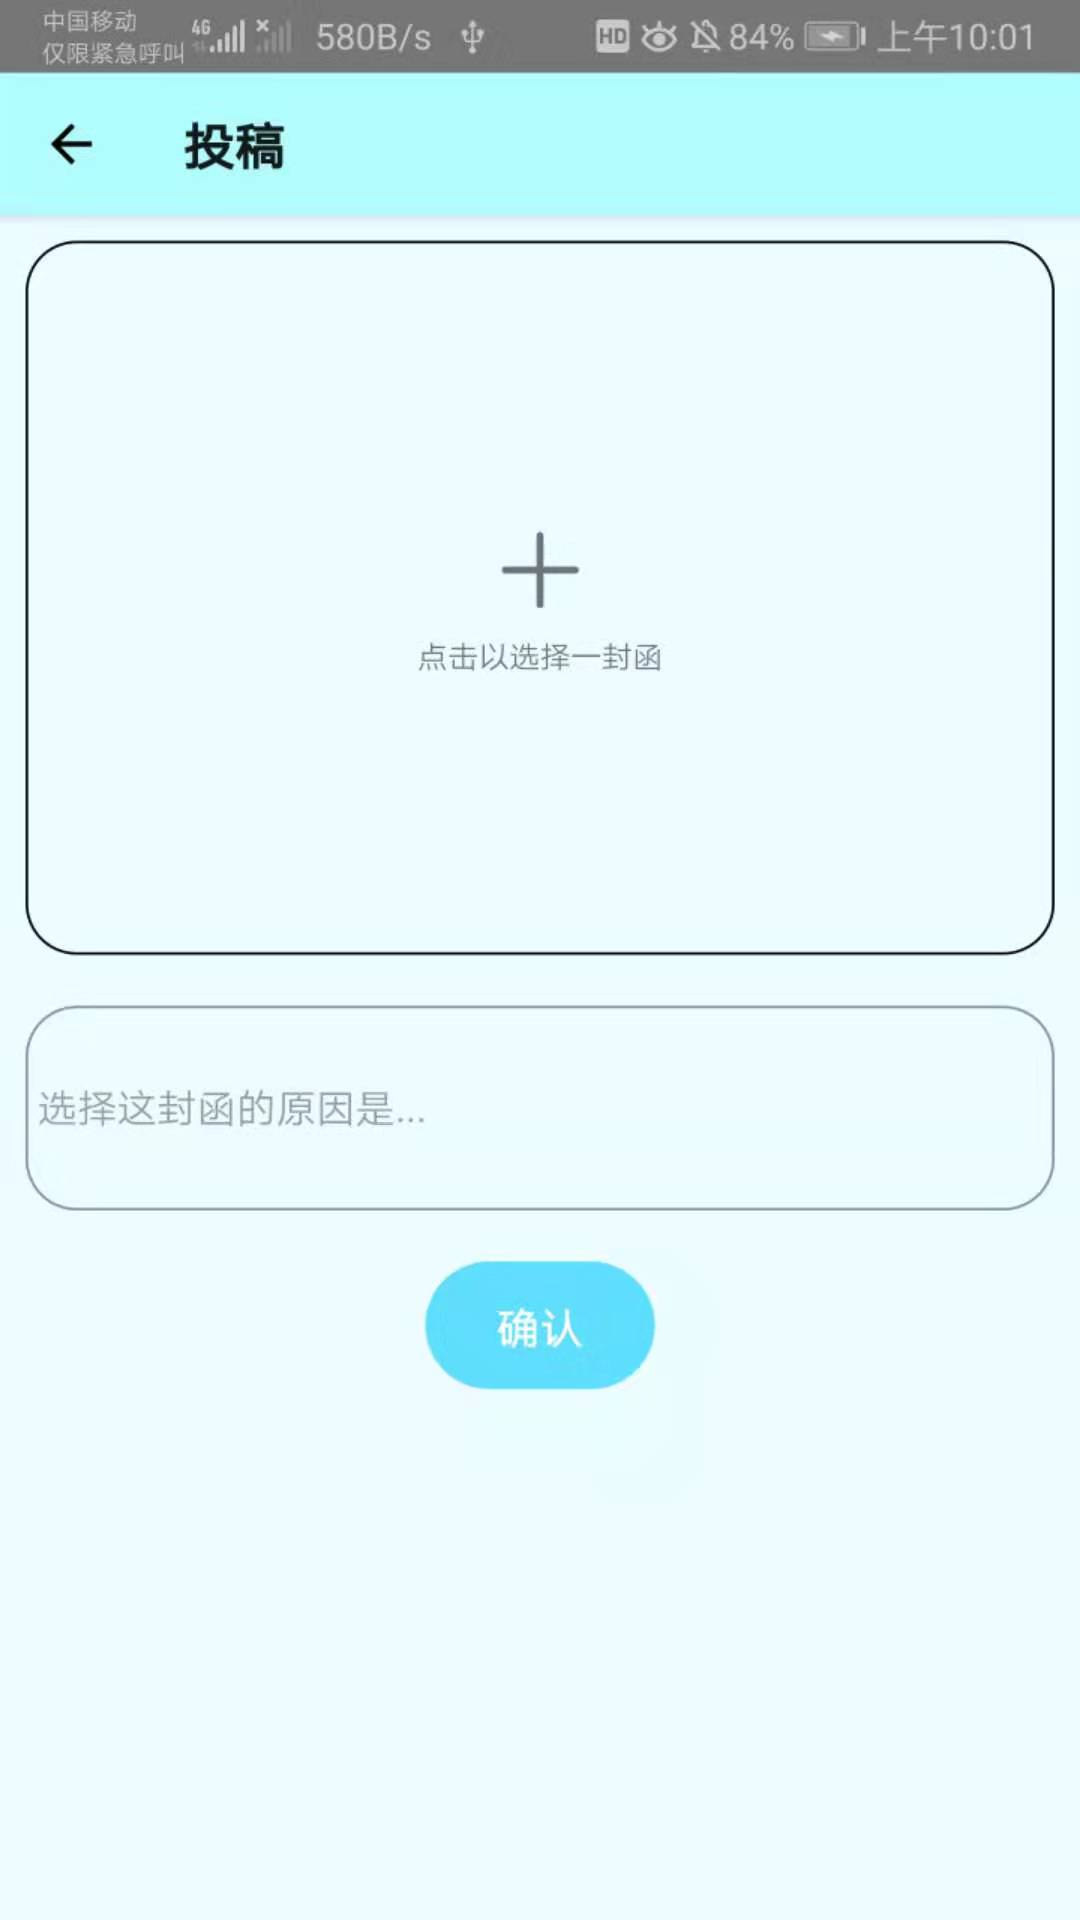 中国移动
仅限紧急呼叫
4G
580B/s
HD
84%
上午10:01
投稿
点击以选择一封函
选择这封函的原因是...
确认